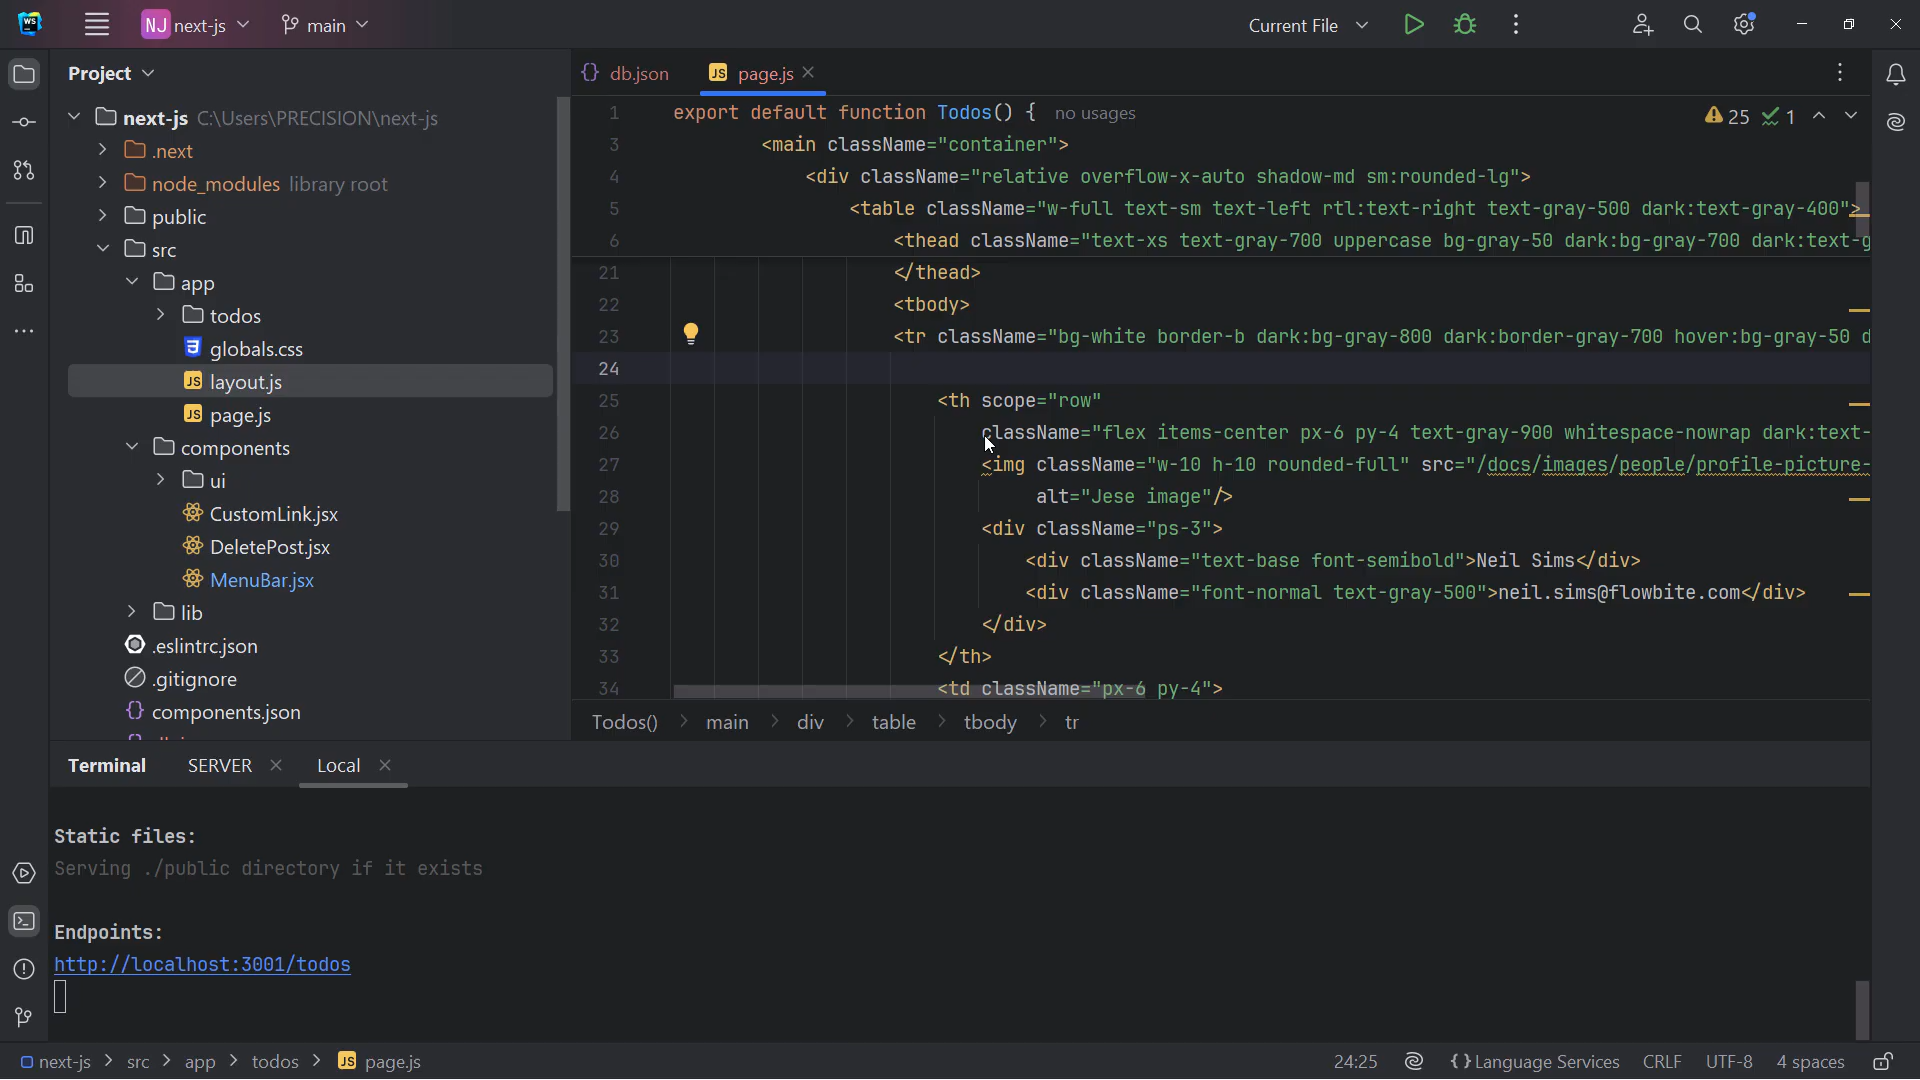 WS
NJ next-js
main
Current File
Project
next-js C:\Users\PRECISION\next-js
.next
node_modules library root
public
src
app
todos
globals.css
JS layout.js
JS page.js
components
ui
CustomLink.jsx
DeletePost.jsx
MenuBar.jsx
lib
.eslintrc.json
.gitignore
{} components.json
{} db.json
JS page.js
25 1
1 export default function Todos() { no usages
3 <main className="container">
4 <div className="relative overflow-x-auto shadow-md sm:rounded-lg">
5 <table className="w-full text-sm text-left rtl:text-right text-gray-500 dark:text-gray-400">
6 <thead className="text-xs text-gray-700 uppercase bg-gray-50 dark:bg-gray-700 dark:text-g
21 </thead>
22 <tbody>
23 <tr className="bg-white border-b dark:bg-gray-800 dark:border-gray-700 hover:bg-gray-50 d
24
25 <th scope="row"
26 className="flex items-center px-6 py-4 text-gray-900 whitespace-nowrap dark:text-
27 <img className="w-10 h-10 rounded-full" src="/docs/images/people/profile-picture-
28 alt="Jese image"/>
29 <div className="ps-3">
30 <div className="text-base font-semibold">Neil Sims</div>
31 <div className="font-normal text-gray-500">neil.sims@flowbite.com</div>
32 </div>
33 </th>
34 <td className="px-6 py-4">
Todos() > main > div > table > tbody > tr
Terminal SERVER Local
Static files:
Serving ./public directory if it exists
Endpoints:
http://localhost:3001/todos
next-js > src > app > todos > JS page.js
24:25 {} Language Services CRLF UTF-8 4 spaces